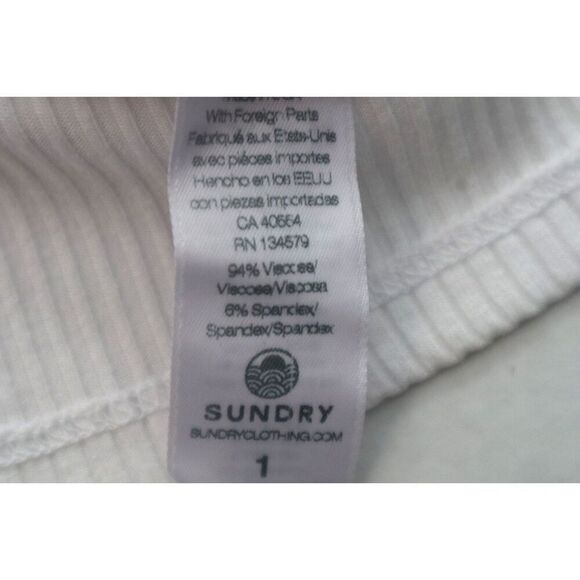 With Foreign Parts
Fabriqué aux Etats-Unis
avec pièces importes
Hencho en los EEUU
con piezas importadas
CA 40554
RN 134579
94% Viscose/
Viscose/Viscosa
6% Spandex/
Spandex/Spandex
SUNDRY
SUNDRYCLOTHING.COM
1